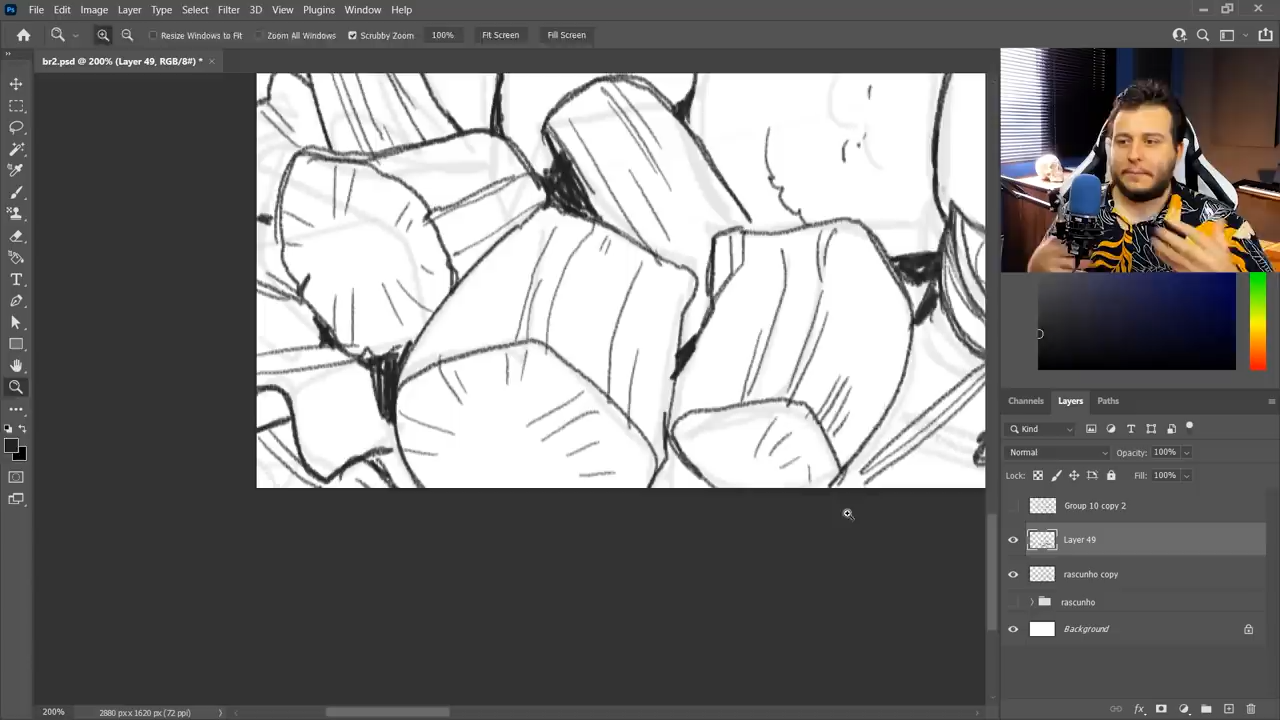 Ps File Edit Image Layer Type Select Filter 3D View Plugins Window Help
Resize Windows to Fit Zoom All Windows Scrubby Zoom 100% Fit Screen Fill Screen
br2.psd @ 200% (Layer 49, RGB/8#) *
Channels Layers Paths
Kind
Normal Opacity: 100%
Lock: Fill: 100%
Group 10 copy 2
Layer 49
rascunho copy
rascunho
Background
200% 2880 px x 1620 px (72 ppi)